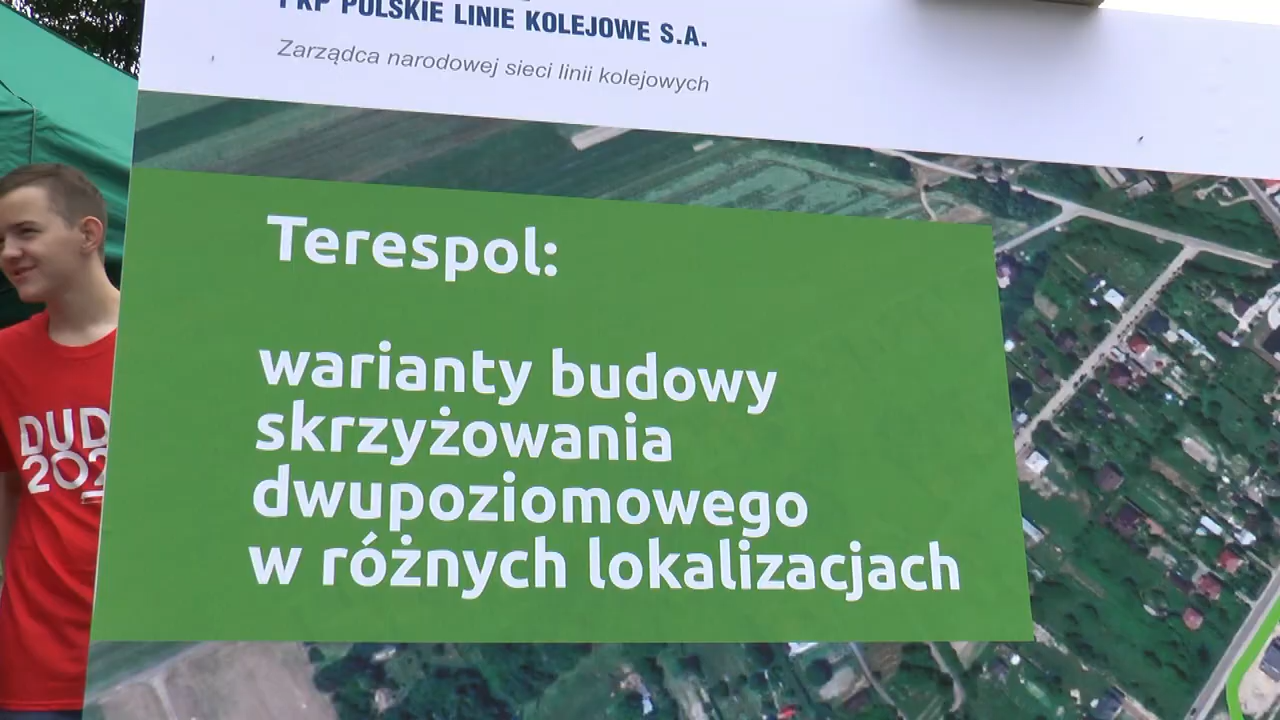 PKP POLSKIE LINIE KOLEJOWE S.A.
Zarządca narodowej sieci linii kolejowych
Terespol:
warianty budowy
skrzyżowania
dwupoziomowego
w różnych lokalizacjach
DUD
202